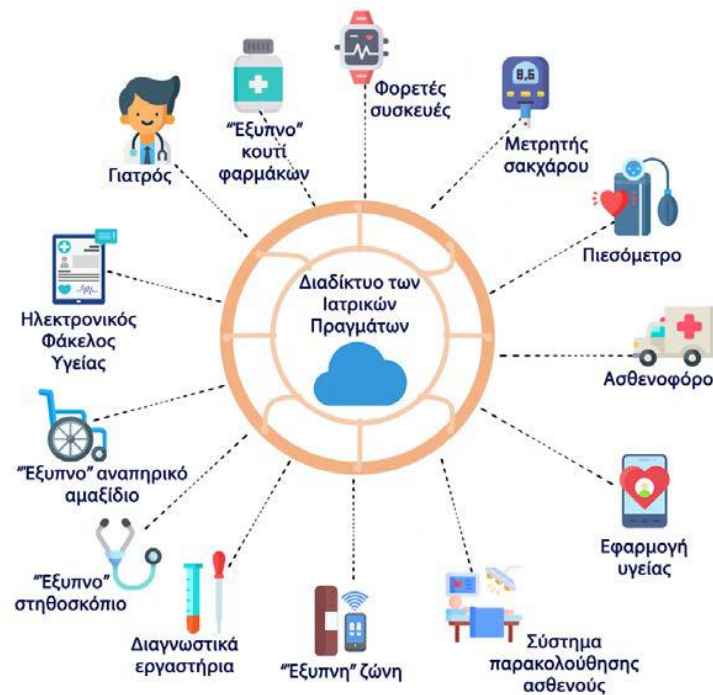 Φορετές
συσκευές
8,6
Μετρητής
σακχάρου
Πιεσόμετρο
Ασθενοφόρο
Εφαρμογή
υγείας
Σύστημα
παρακολούθησης
ασθενούς
"Έξυπνη" ζώνη
Διαγνωστικά
εργαστήρια
"Έξυπνο"
στηθοσκόπιο
"Έξυπνο" αναπηρικό
αμαξίδιο
Ηλεκτρονικός
Φάκελος
Υγείας
Γιατρός
"Έξυπνο"
κουτί
φαρμάκων
Διαδίκτυο των
Ιατρικών
Πραγμάτων